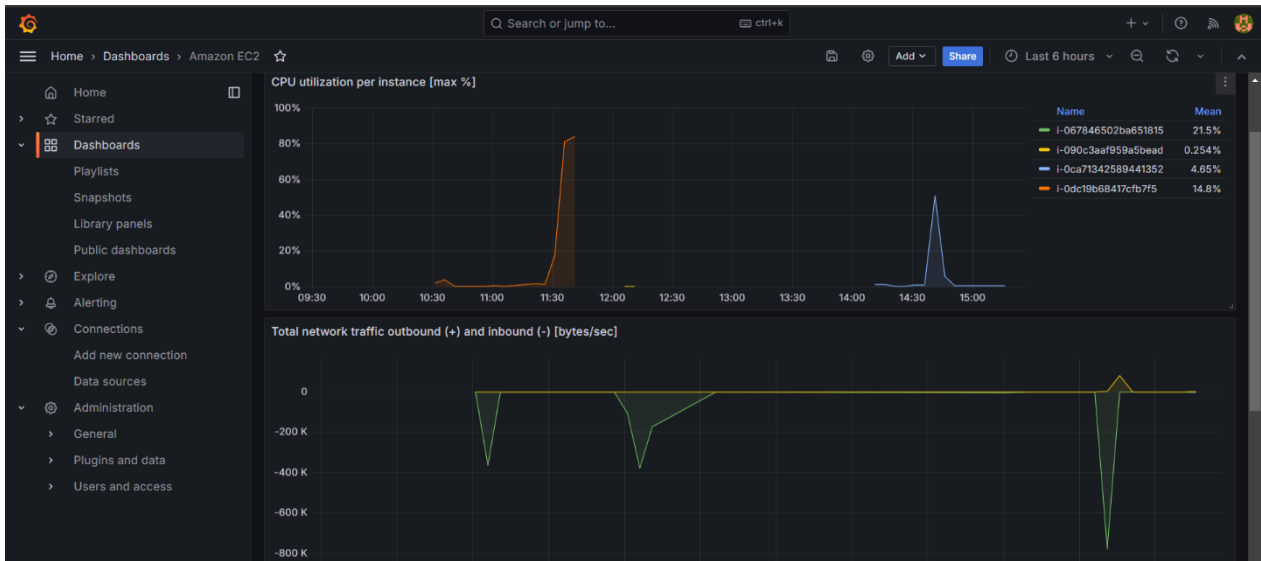 Search or jump to... ctrl+k
Home › Dashboards › Amazon EC2 Add Share Last 6 hours
Home
Starred
Dashboards
Playlists
Snapshots
Library panels
Public dashboards
Explore
Alerting
Connections
Add new connection
Data sources
Administration
General
Plugins and data
Users and access
CPU utilization per instance [max %]
100%
80%
60%
40%
20%
0%
09:30 10:00 10:30 11:00 11:30 12:00 12:30 13:00 13:30 14:00 14:30 15:00
Name Mean
i-067846502ba651815 21.5%
i-090c3aaf959a5bead 0.254%
i-0ca71342589441352 4.65%
i-0dc19b68417cfb7f5 14.8%
Total network traffic outbound (+) and inbound (-) [bytes/sec]
0
-200 K
-400 K
-600 K
-800 K